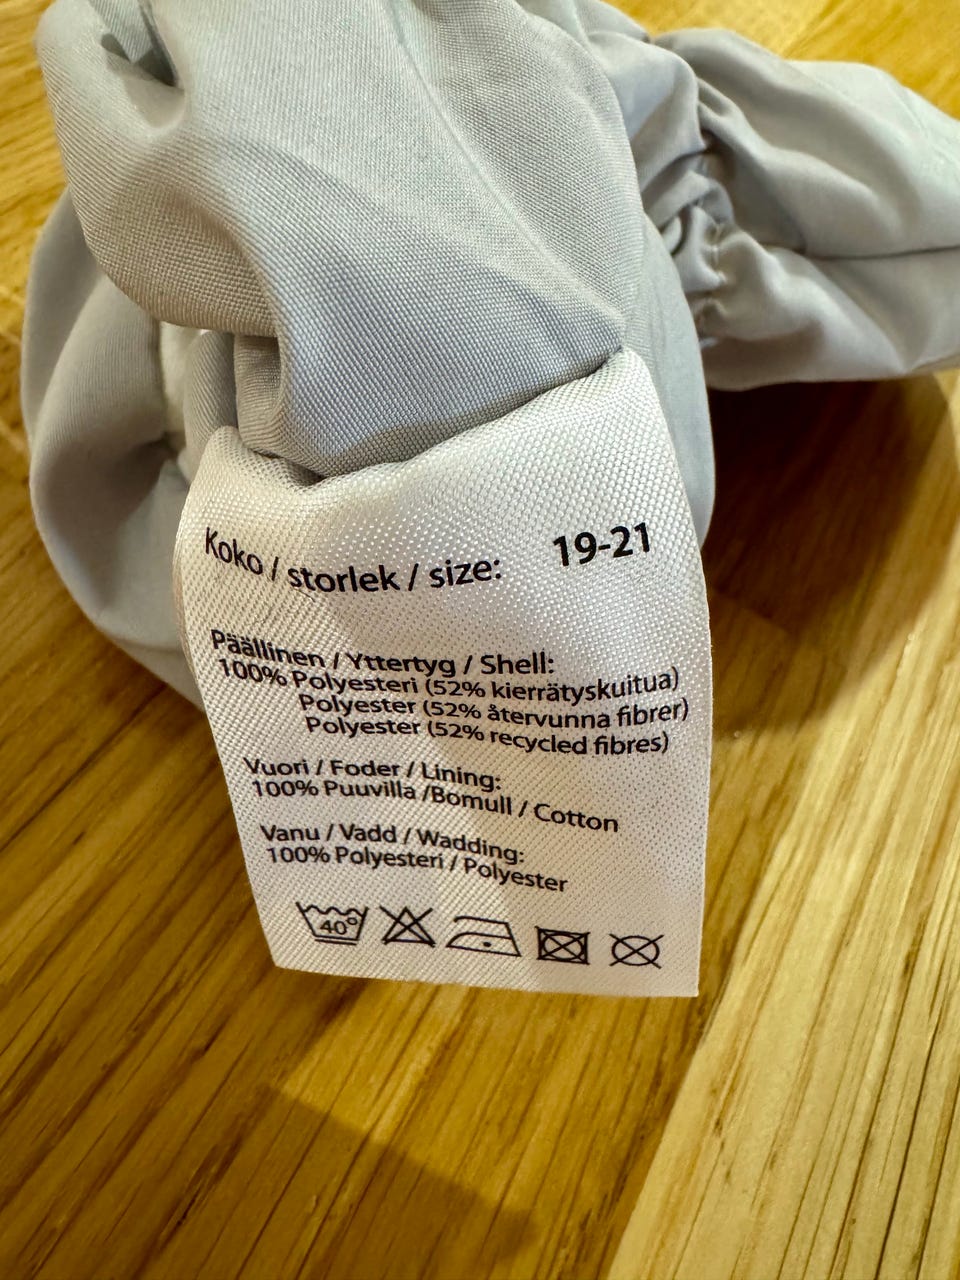 Koko / storlek / size: 19-21
Päällinen / Yttertyg / Shell:
100% Polyesteri (52% kierrätyskuitua)
Polyester (52% återvunna fibrer)
Polyester (52% recycled fibres)
Vuori / Foder / Lining:
100% Puuvilla /Bomull / Cotton
Vanu / Vadd / Wadding:
100% Polyesteri / Polyester
40°